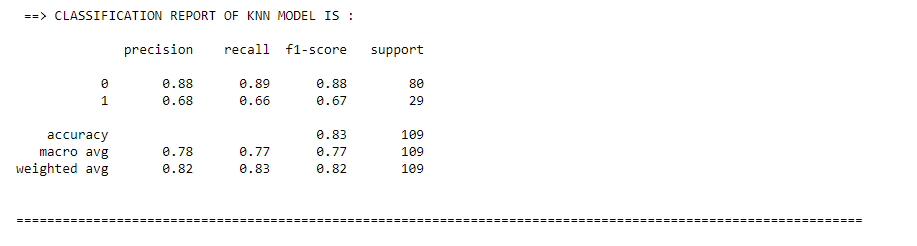 ==> CLASSIFICATION REPORT OF KNN MODEL IS :
precision recall f1-score support
0 0.88 0.89 0.88 80
1 0.68 0.66 0.67 29
accuracy 0.83 109
macro avg 0.78 0.77 0.77 109
weighted avg 0.82 0.83 0.82 109
==============================================================================================================